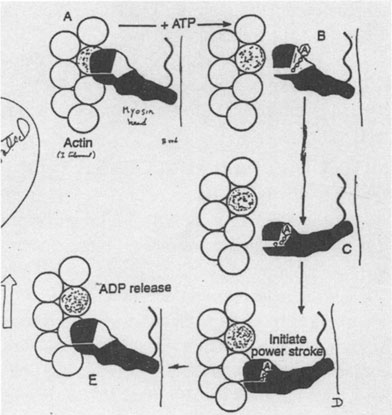 A
+ ATP
B
A
Actin
Myosin
head
A
C
ADP release
Initiate
power stroke
A
E
D